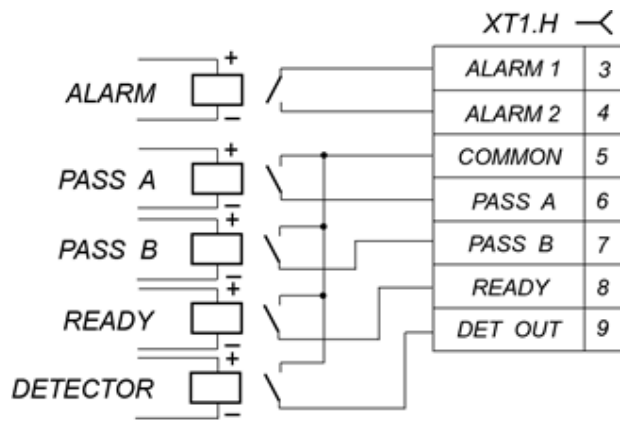 XT1.H
+
ALARM
−
ALARM 1 3
ALARM 2 4
+
PASS A
−
COMMON 5
PASS A 6
+
PASS B
−
PASS B 7
+
READY
−
READY 8
+
DETECTOR
−
DET OUT 9